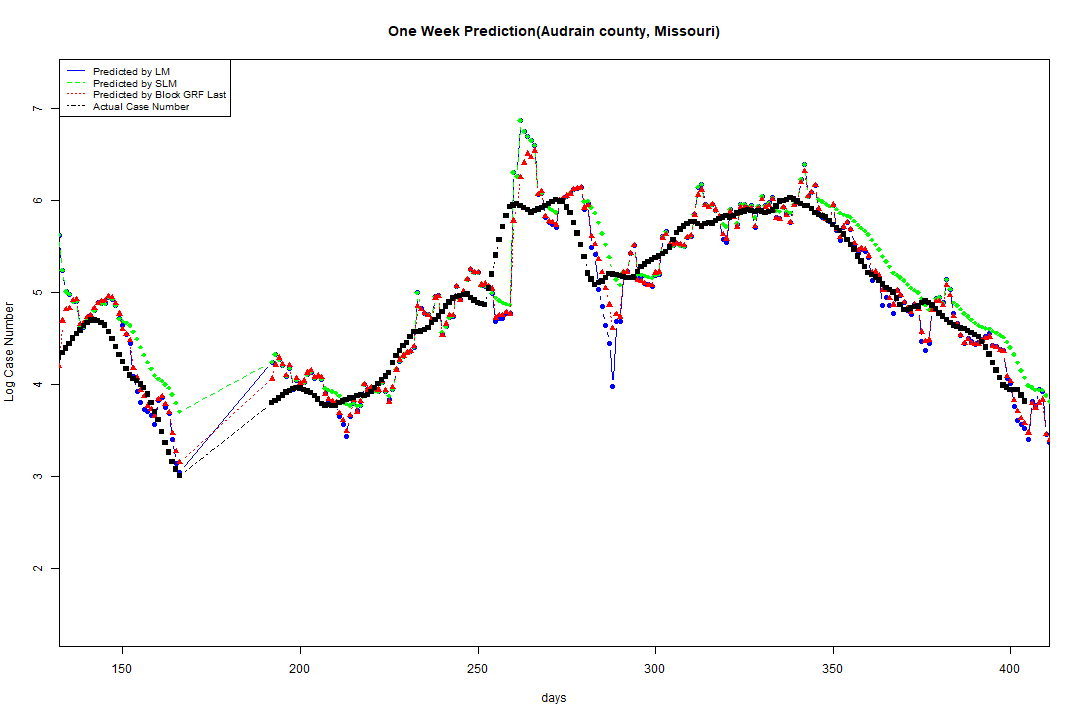 One Week Prediction(Audrain county, Missouri)
Predicted by LM
Predicted by SLM
Predicted by Block GRF Last
Actual Case Number
Log Case Number
7
6
5
4
3
2
150 200 250 300 350 400
days